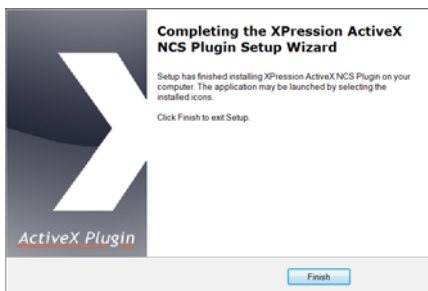 Completing the XPression ActiveX
NCS Plugin Setup Wizard
Setup has finished installing XPression ActiveX NCS Plugin on your
computer. The application may be launched by selecting the
installed icons.
Click Finish to exit Setup.
ActiveX Plugin
Finish